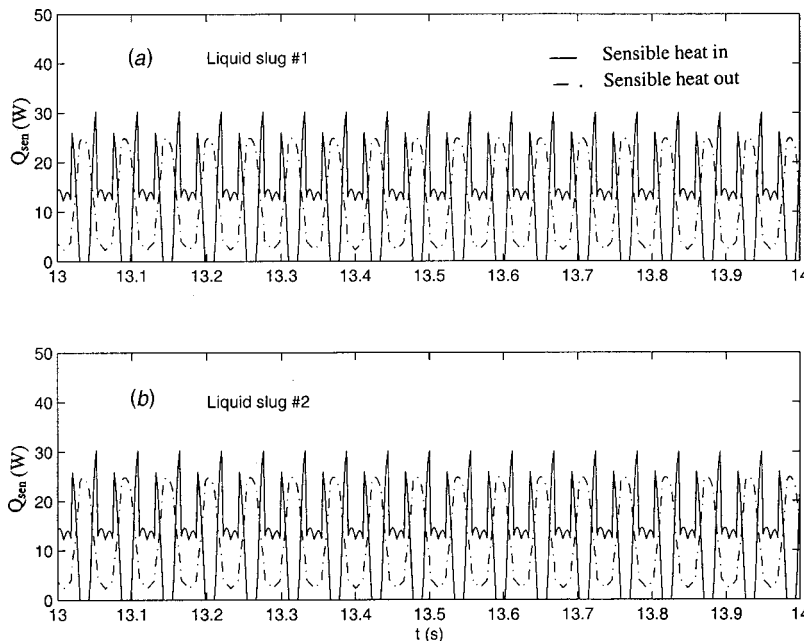 50
(a) Liquid slug #1
Sensible heat in
40
Sensible heat out
30
Q_sen (W)
20
10
0
13 13.1 13.2 13.3 13.4 13.5 13.6 13.7 13.8 13.9 14
50
(b) Liquid slug #2
40
30
Q_sen (W)
20
10
0
13 13.1 13.2 13.3 13.4 13.5 13.6 13.7 13.8 13.9 14
t (s)